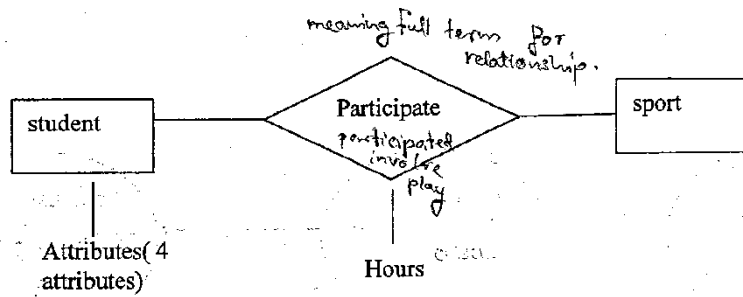 meaning full term for
relationship.
student
Participate
sport
participated
involve
play
Attributes( 4
attributes)
Hours